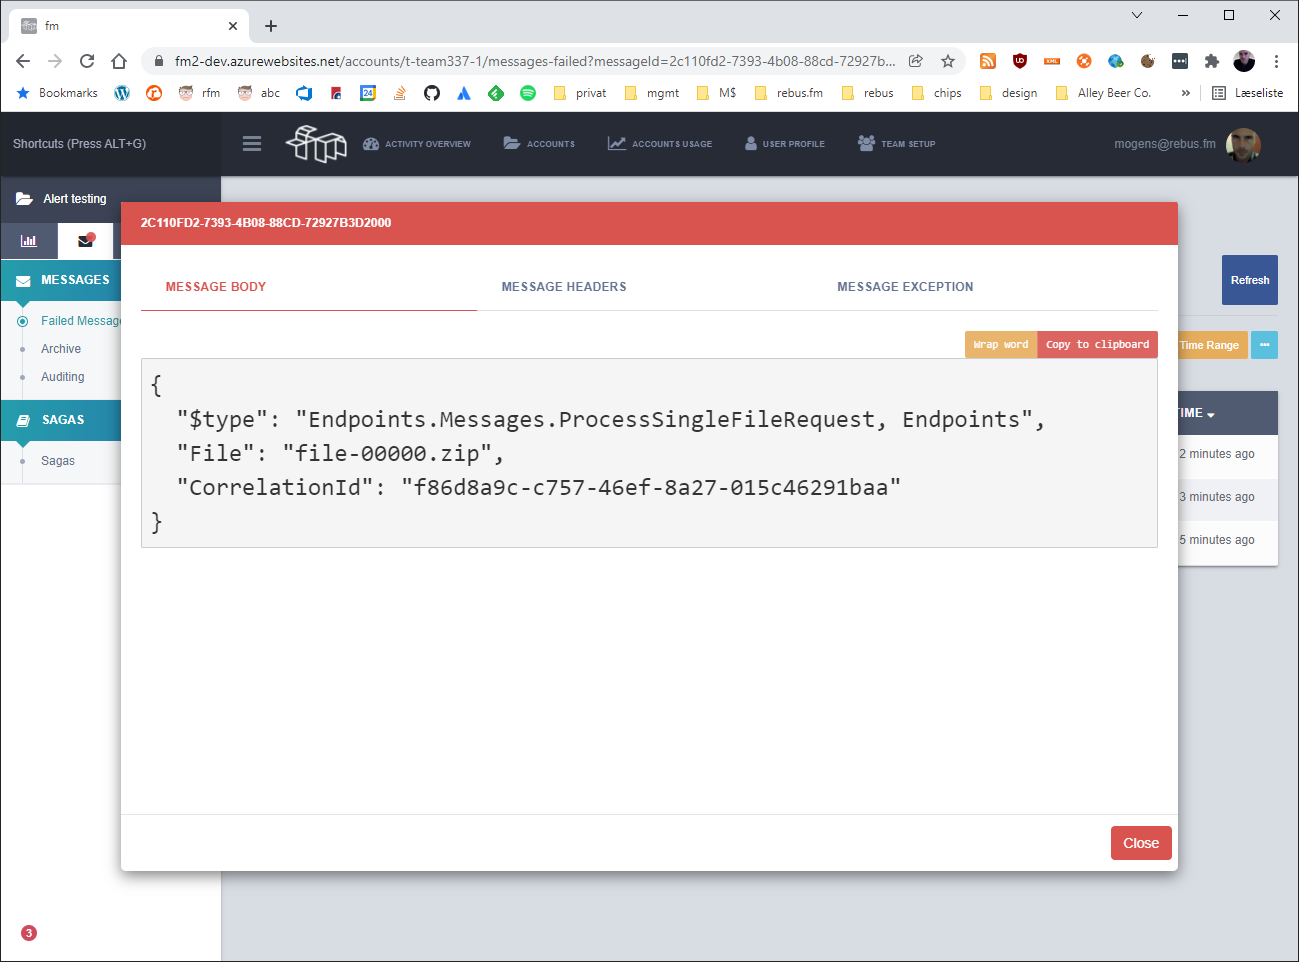 fm
fm2-dev.azurewebsites.net/accounts/t-team337-1/messages-failed?messageId=2c110fd2-7393-4b08-88cd-72927b...
Bookmarks rfm abc 24 privat mgmt M$ rebus.fm rebus chips design Alley Beer Co. » Læseliste
Shortcuts (Press ALT+G)
ACTIVITY OVERVIEW ACCOUNTS ACCOUNTS USAGE USER PROFILE TEAM SETUP mogens@rebus.fm
Alert testing
2C110FD2-7393-4B08-88CD-72927B3D2000
MESSAGES
Failed Message
Archive
Auditing
SAGAS
Sagas
MESSAGE BODY MESSAGE HEADERS MESSAGE EXCEPTION
Refresh
Wrap word Copy to clipboard
Time Range ...
{
"$type": "Endpoints.Messages.ProcessSingleFileRequest, Endpoints",
"File": "file-00000.zip",
"CorrelationId": "f86d8a9c-c757-46ef-8a27-015c46291baa"
}
TIME
2 minutes ago
3 minutes ago
5 minutes ago
Close
3